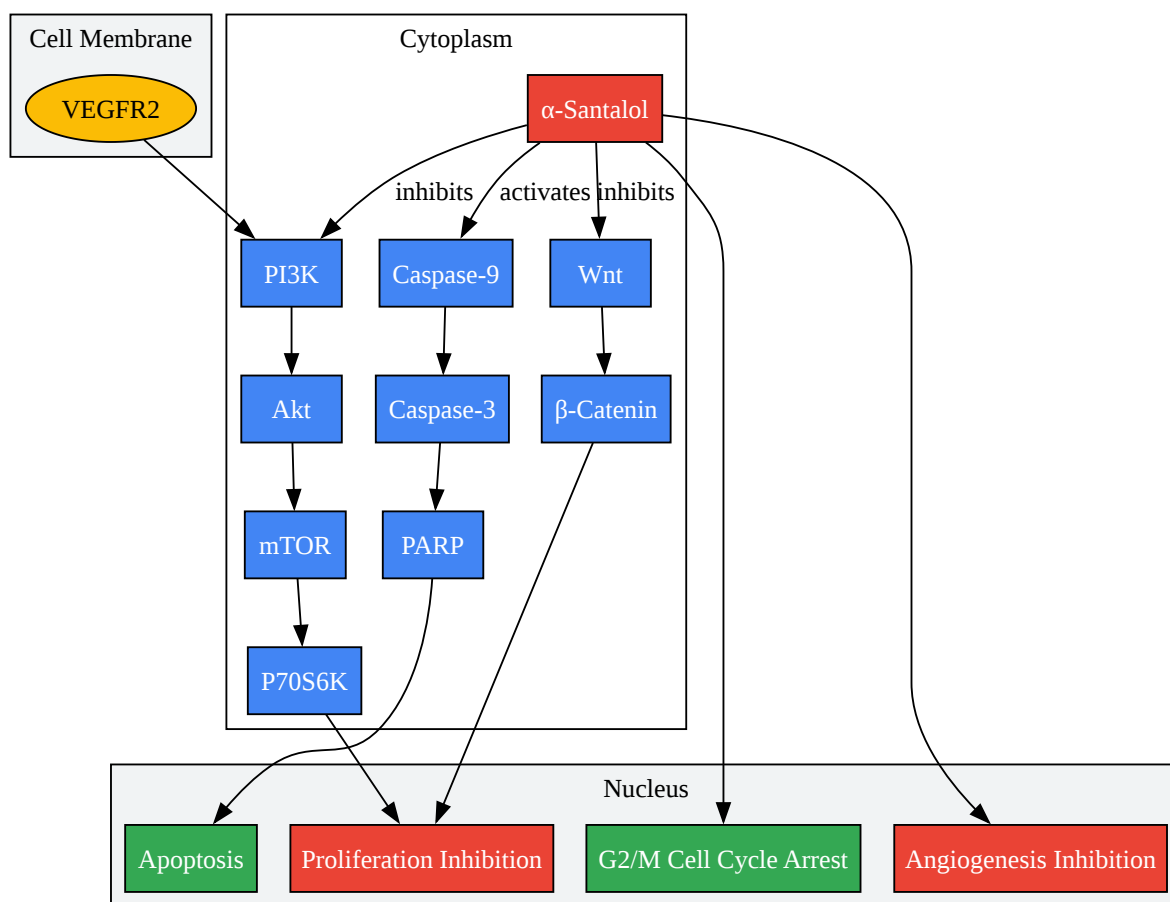 Cell Membrane
Cytoplasm
VEGFR2
α-Santalol
inhibits
activates
inhibits
PI3K
Caspase-9
Wnt
Akt
Caspase-3
β-Catenin
mTOR
PARP
P70S6K
Nucleus
Apoptosis
Proliferation Inhibition
G2/M Cell Cycle Arrest
Angiogenesis Inhibition